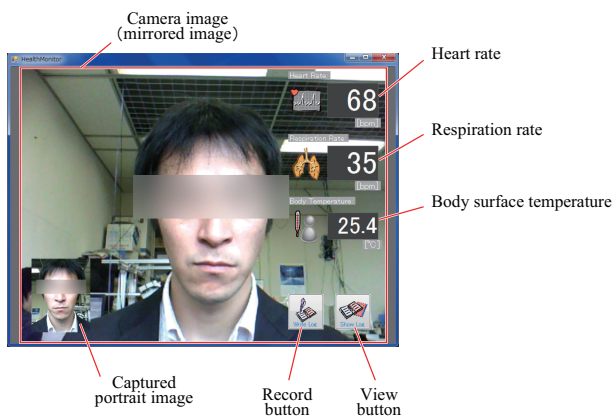 Camera image
(mirrored image)
HealthMonitor
Heart Rate
68
[bpm]
Heart rate
Respiration Rate
35
[bpm]
Respiration rate
Body Temperature
25.4
[℃]
Body surface temperature
Write Log
Show Log
Captured
portrait image
Record
button
View
button